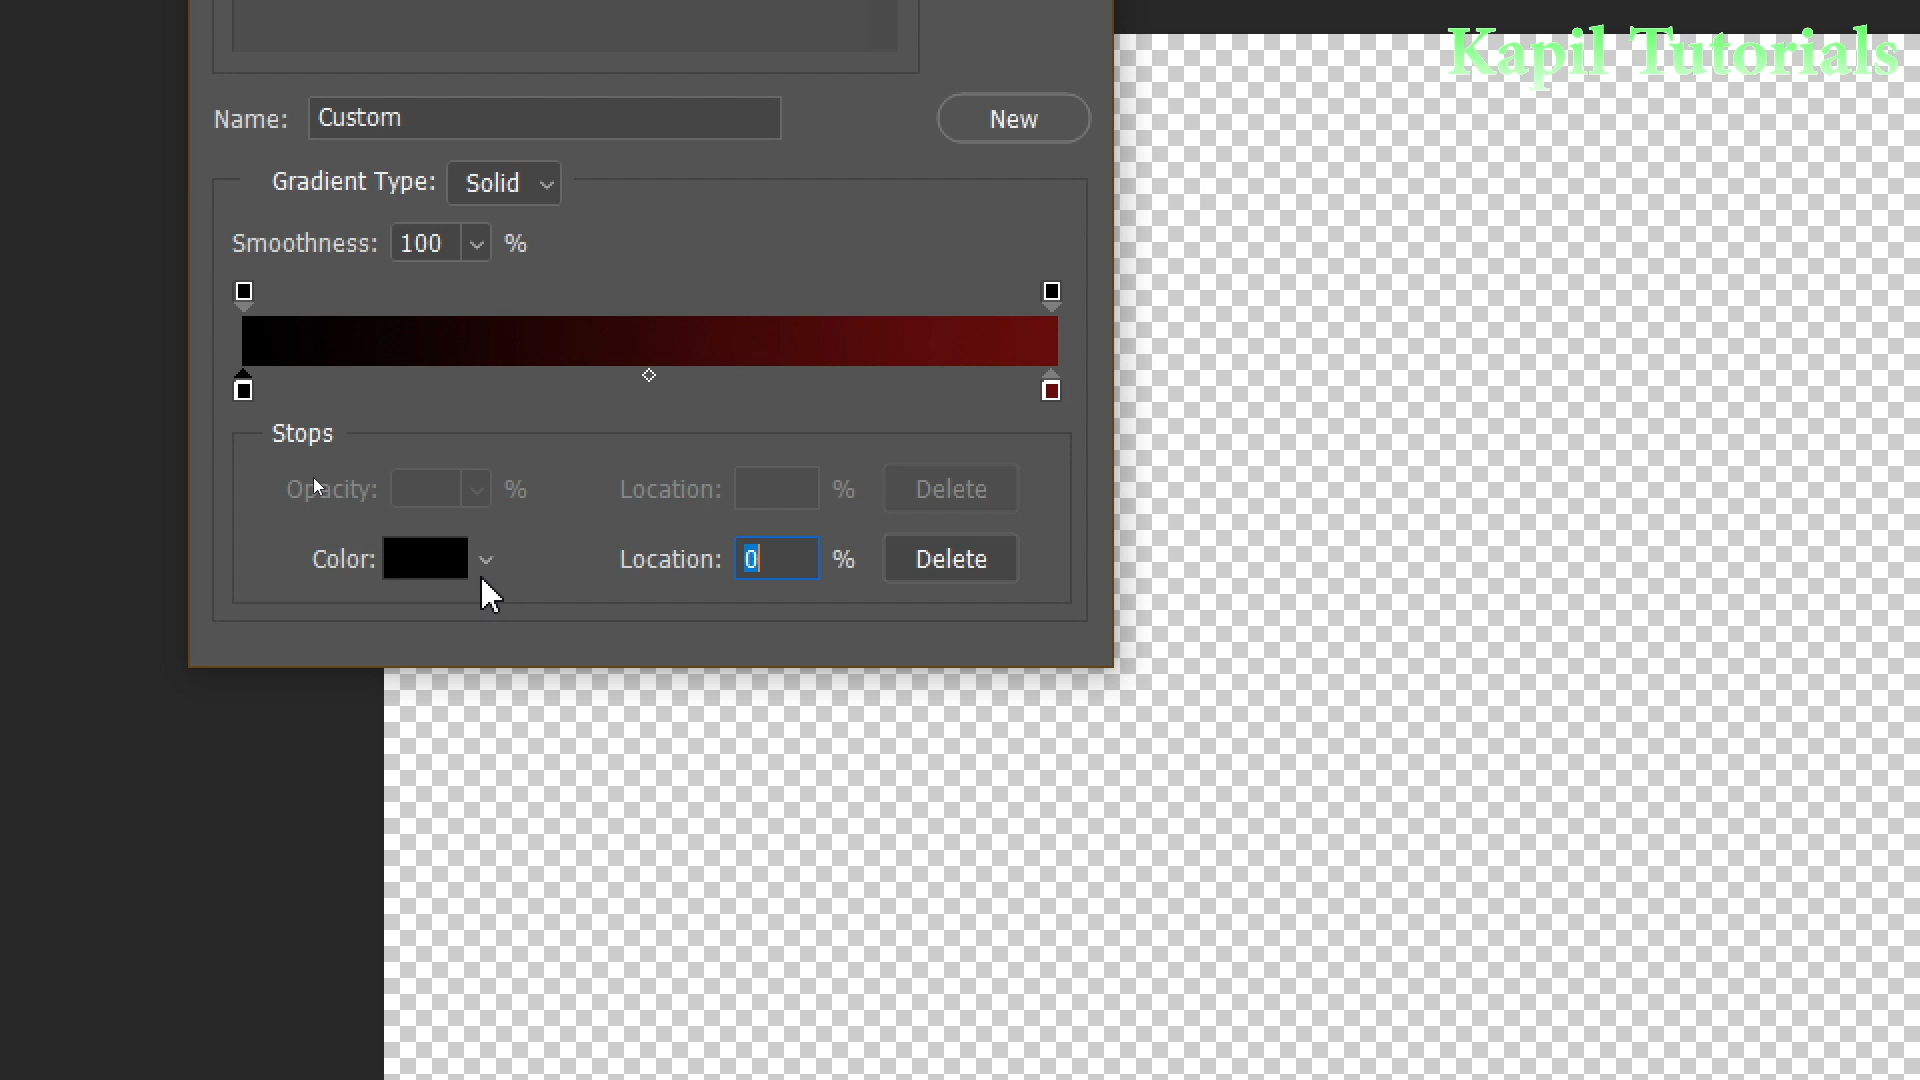 Kapil Tutorials
Name: Custom New
Gradient Type: Solid
Smoothness: 100 %
Stops
Opacity: % Location: % Delete
Color: Location: 0 % Delete